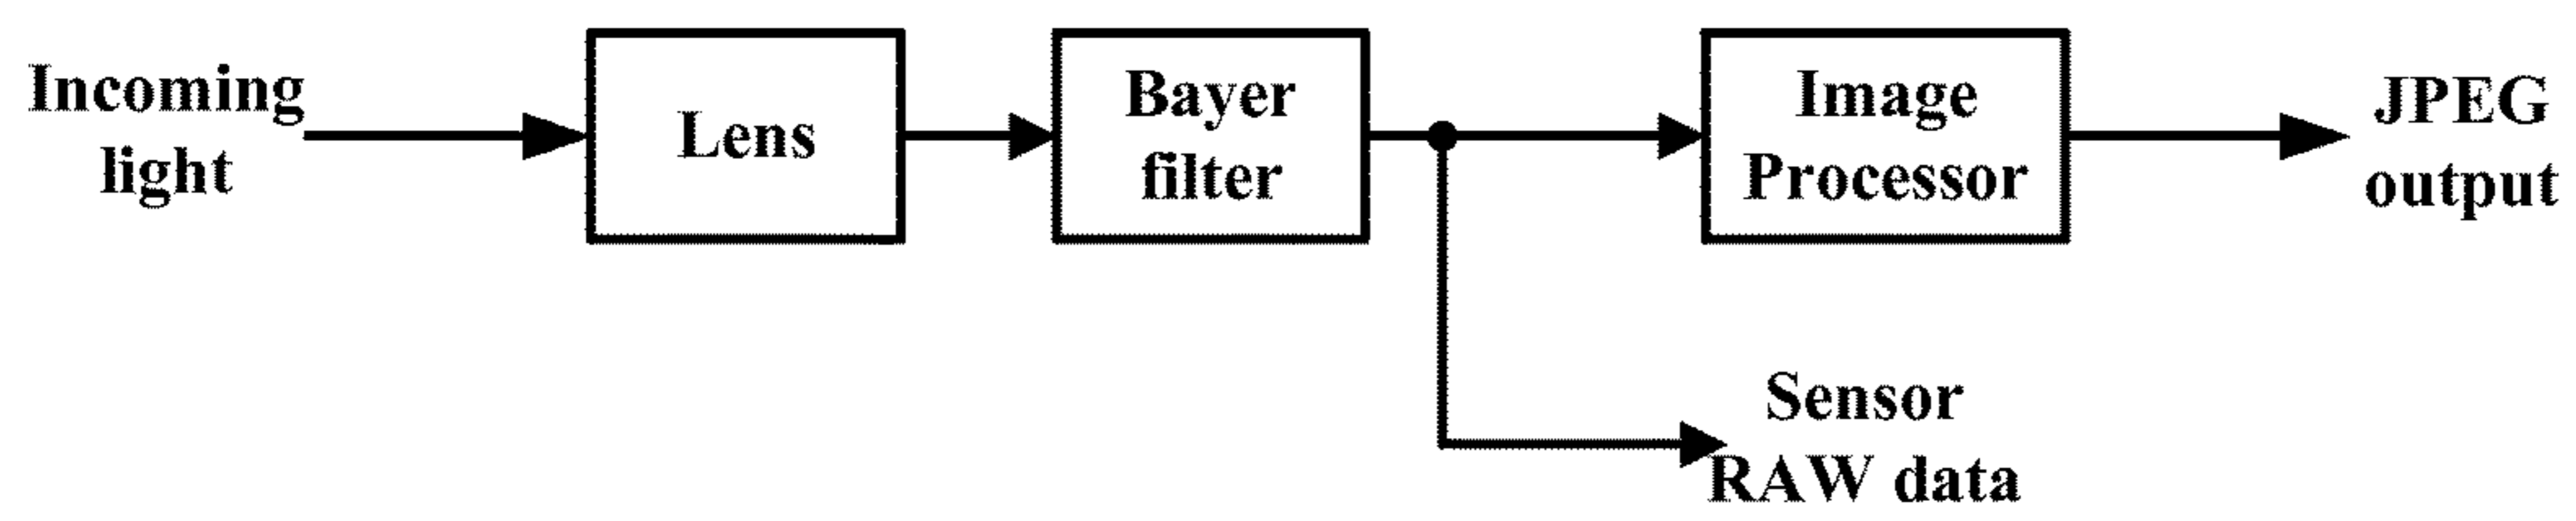 Incoming
light
Lens
Bayer
filter
Image
Processor
JPEG
output
Sensor
RAW data